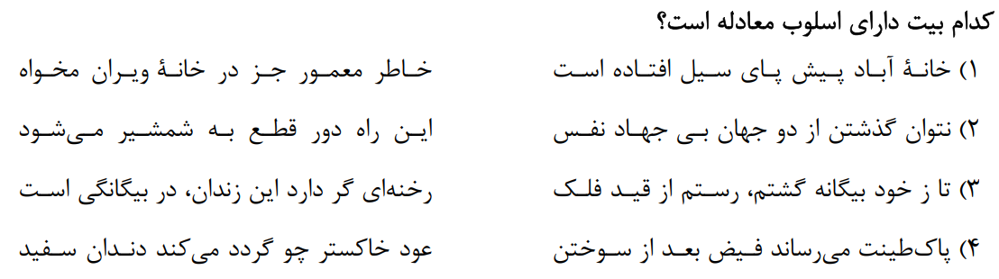 کدام بیت دارای اسلوب معادله است؟
۱) خانهٔ آباد پیش پای سیل افتاده است خاطر معمور جز در خانهٔ ویران مخواه
۲) نتوان گذشتن از دو جهان بی جهاد نفس این راه دور قطع به شمشیر می‌شود
۳) تا ز خود بیگانه گشتم، رستم از قید فلک رخنه‌ای گر دارد این زندان، در بیگانگی است
۴) پاک‌طینت می‌رساند فیض بعد از سوختن عود خاکستر چو گردد می‌کند دندان سفید